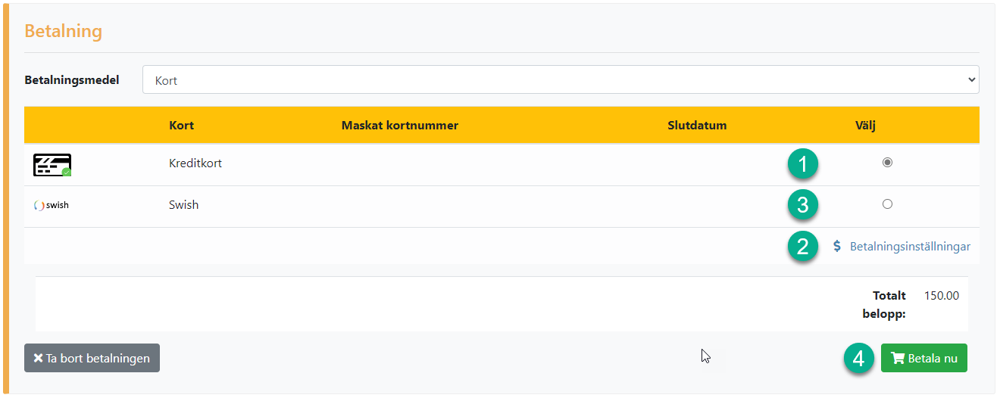 Betalning
Betalningsmedel Kort
Kort Maskat kortnummer Slutdatum Välj
Kreditkort 1
swish Swish 3
2 $ Betalningsinställningar
Totalt 150.00
belopp:
Ta bort betalningen 4 Betala nu